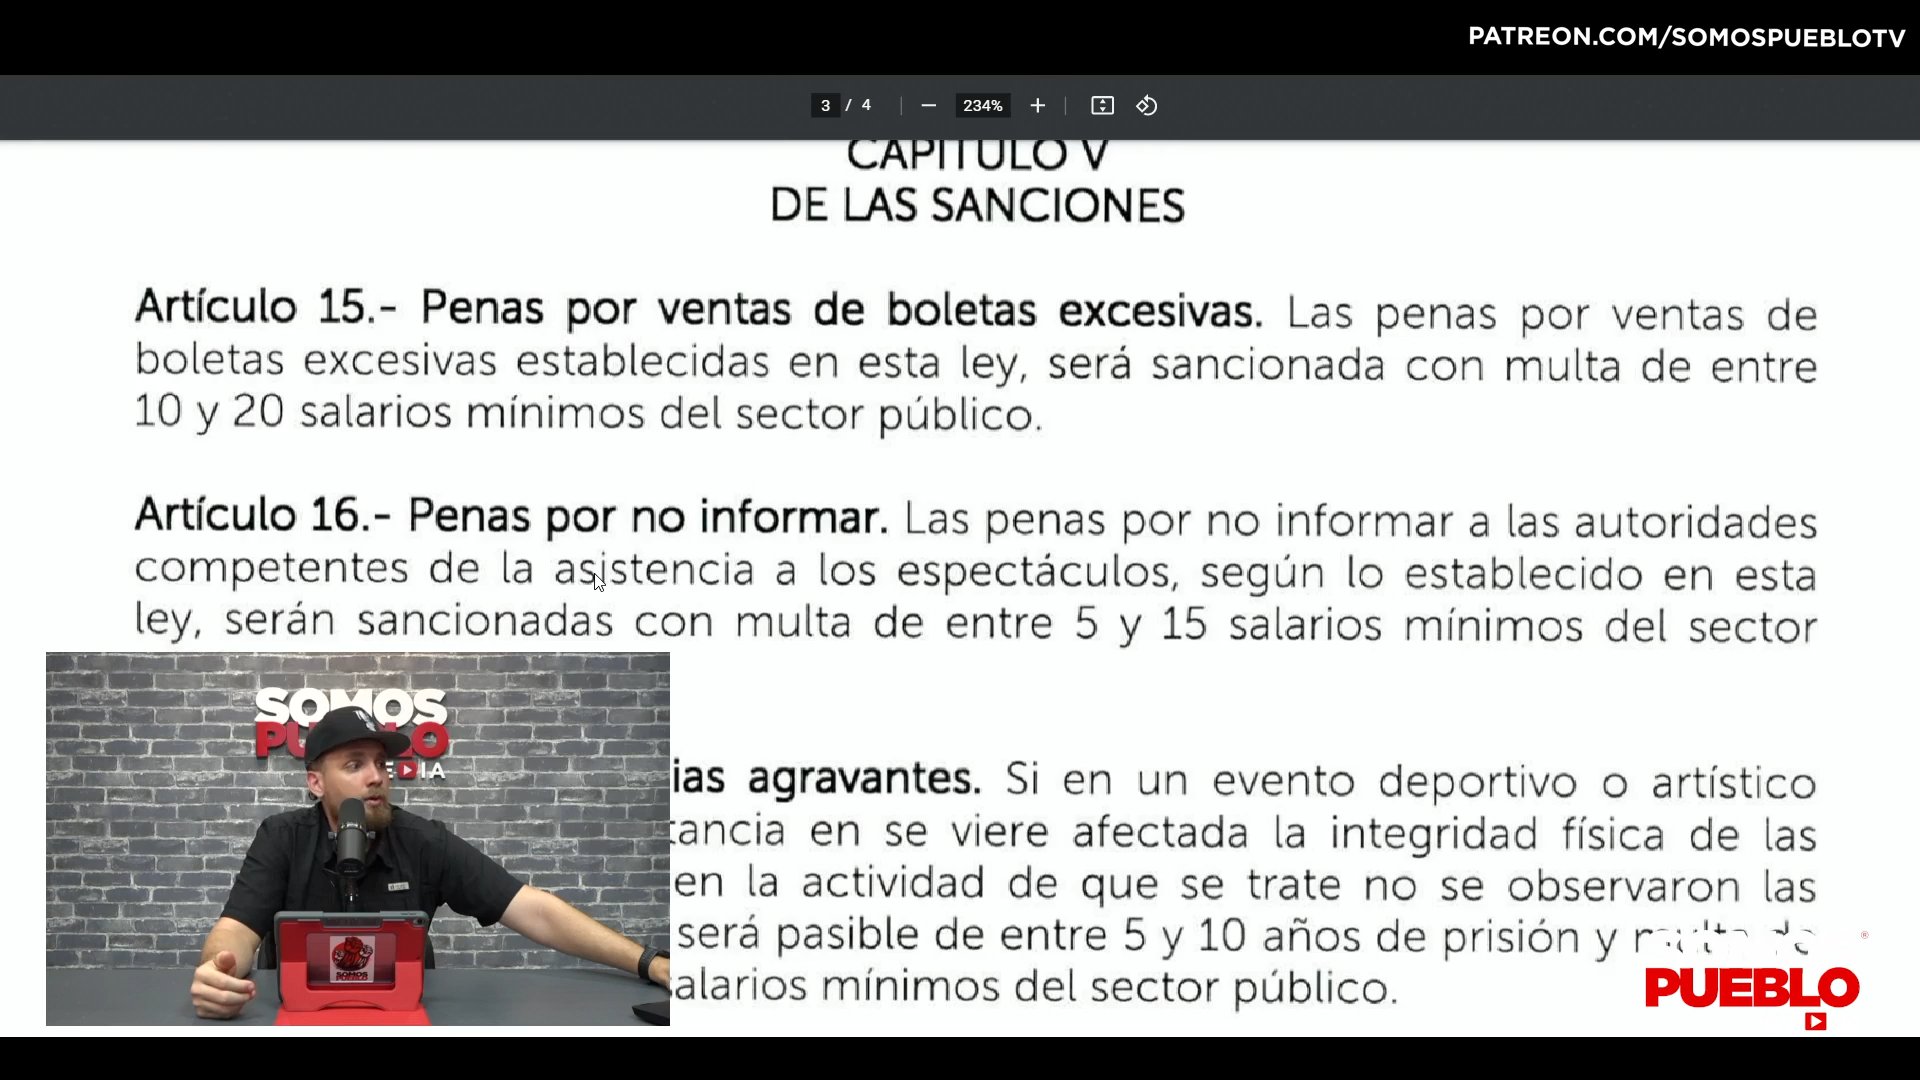 PATREON.COM/SOMOSPUEBLOTV
3 / 4 234%
CAPÍTULO V
DE LAS SANCIONES
Artículo 15.- Penas por ventas de boletas excesivas. Las penas por ventas de
boletas excesivas establecidas en esta ley, será sancionada con multa de entre
10 y 20 salarios mínimos del sector público.
Artículo 16.- Penas por no informar. Las penas por no informar a las autoridades
competentes de la asistencia a los espectáculos, según lo establecido en esta
ley, serán sancionadas con multa de entre 5 y 15 salarios mínimos del sector
ias agravantes. Si en un evento deportivo o artístico
tancia en se viere afectada la integridad física de las
en la actividad de que se trate no se observaron las
será pasible de entre 5 y 10 años de prisión y
salarios mínimos del sector público.
SOMOS
PUEBLO
SOMOS
PUEBLO
PUEBLO